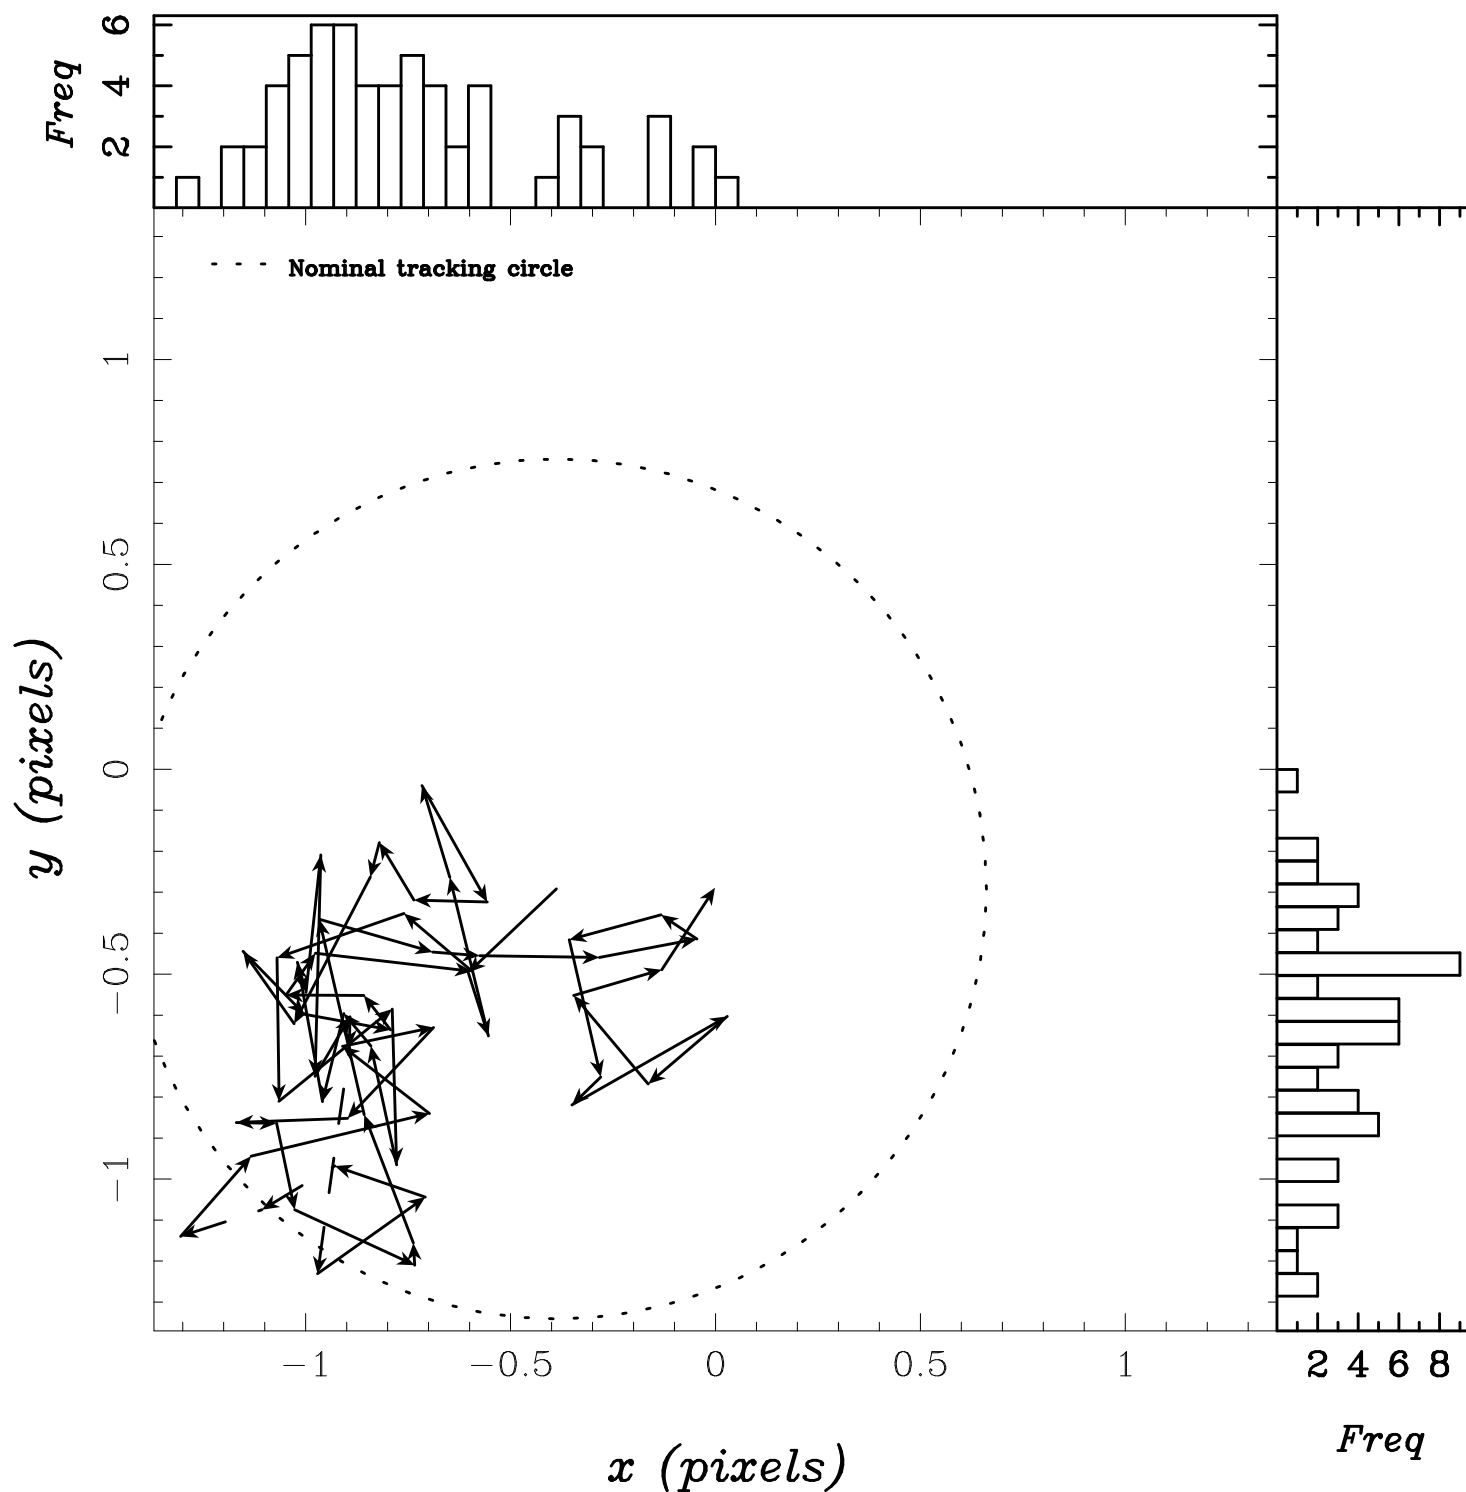 Freq
2 4 6
Nominal tracking circle
y (pixels)
1
0.5
0
−0.5
−1
−1 −0.5 0 0.5 1
2 4 6 8
x (pixels)
Freq